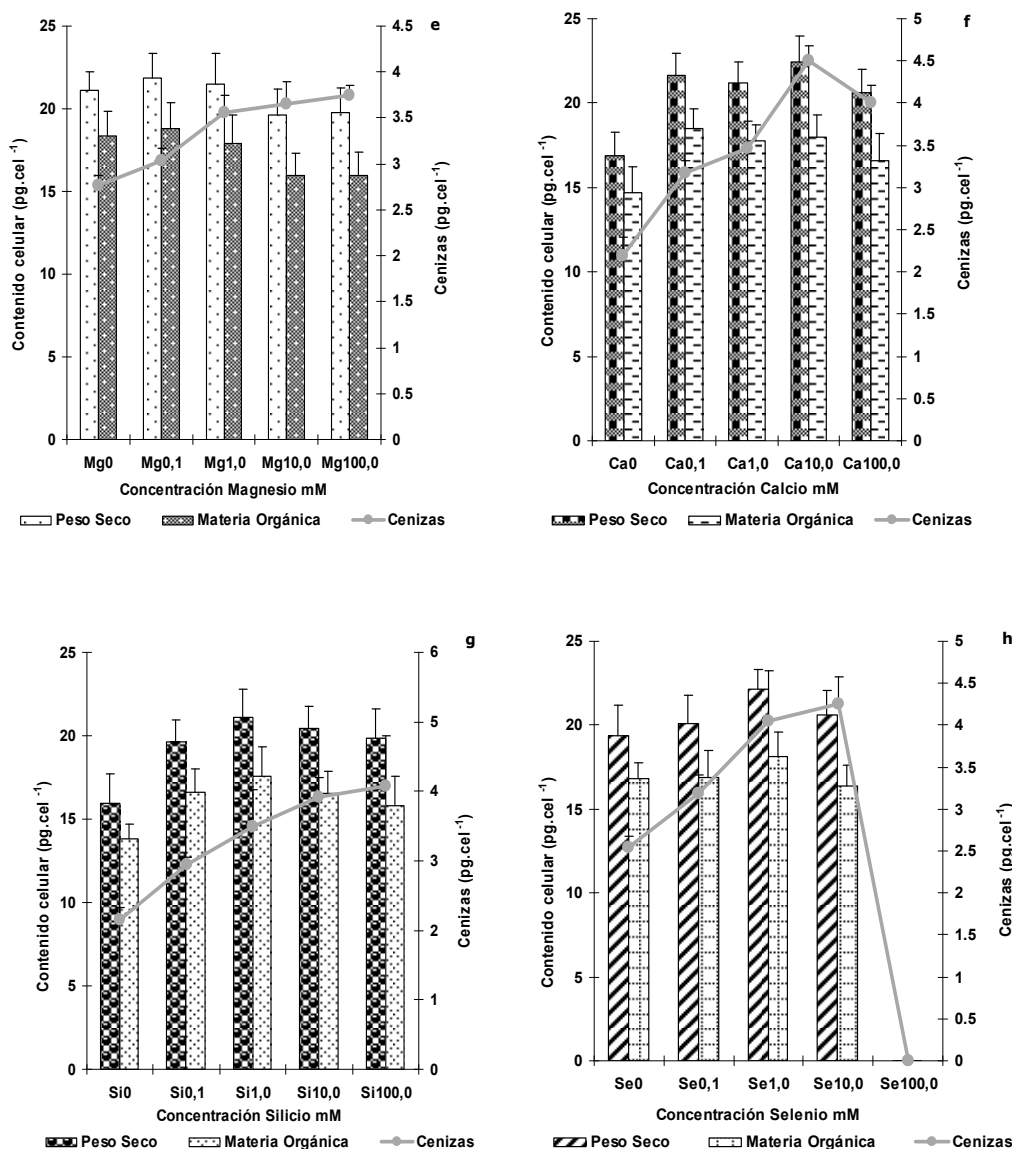 e
Contenido celular (pg.cel -1)
25
20
15
10
5
0
4.5
4
3.5
3
2.5
2
1.5
1
0.5
0
Cenizas (pg.cel -1)
Mg0 Mg0,1 Mg1,0 Mg10,0 Mg100,0
Concentración Magnesio mM
Peso Seco Materia Orgánica Cenizas
f
Contenido celular (pg.cel -1)
25
20
15
10
5
0
5
4.5
4
3.5
3
2.5
2
1.5
1
0.5
0
Cenizas (pg.cel -1)
Ca0 Ca0,1 Ca1,0 Ca10,0 Ca100,0
Concentración Calcio mM
Peso Seco Materia Orgánica Cenizas
g
Contenido celular (pg.cel -1)
25
20
15
10
5
0
6
5
4
3
2
1
0
Cenizas (pg.cel -1)
Si0 Si0,1 Si1,0 Si10,0 Si100,0
Concentración Silicio mM
Peso Seco Materia Orgánica Cenizas
h
Contenido celular (pg.cel -1)
25
20
15
10
5
0
5
4.5
4
3.5
3
2.5
2
1.5
1
0.5
0
Cenizas (pg.cel -1)
Se0 Se0,1 Se1,0 Se10,0 Se100,0
Concentración Selenio mM
Peso Seco Materia Orgánica Cenizas